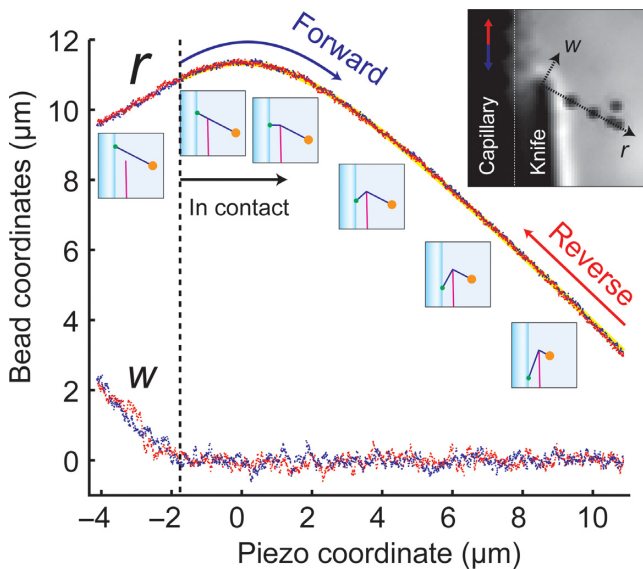 12
10
8
6
4
2
0
Bead coordinates (µm)
r
w
Forward
In contact
Reverse
Capillary
Knife
w
r
−4 −2 0 2 4 6 8 10
Piezo coordinate (µm)